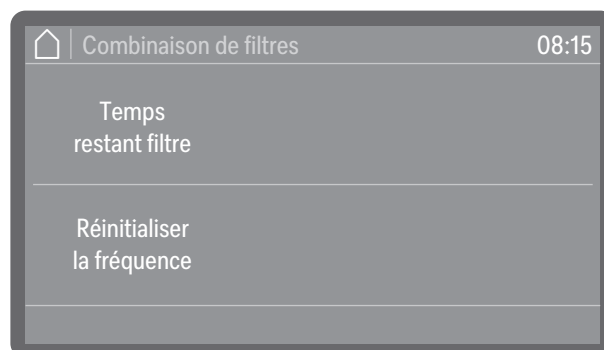 Combinaison de filtres
08:15
Temps
restant filtre
Réinitialiser
la fréquence